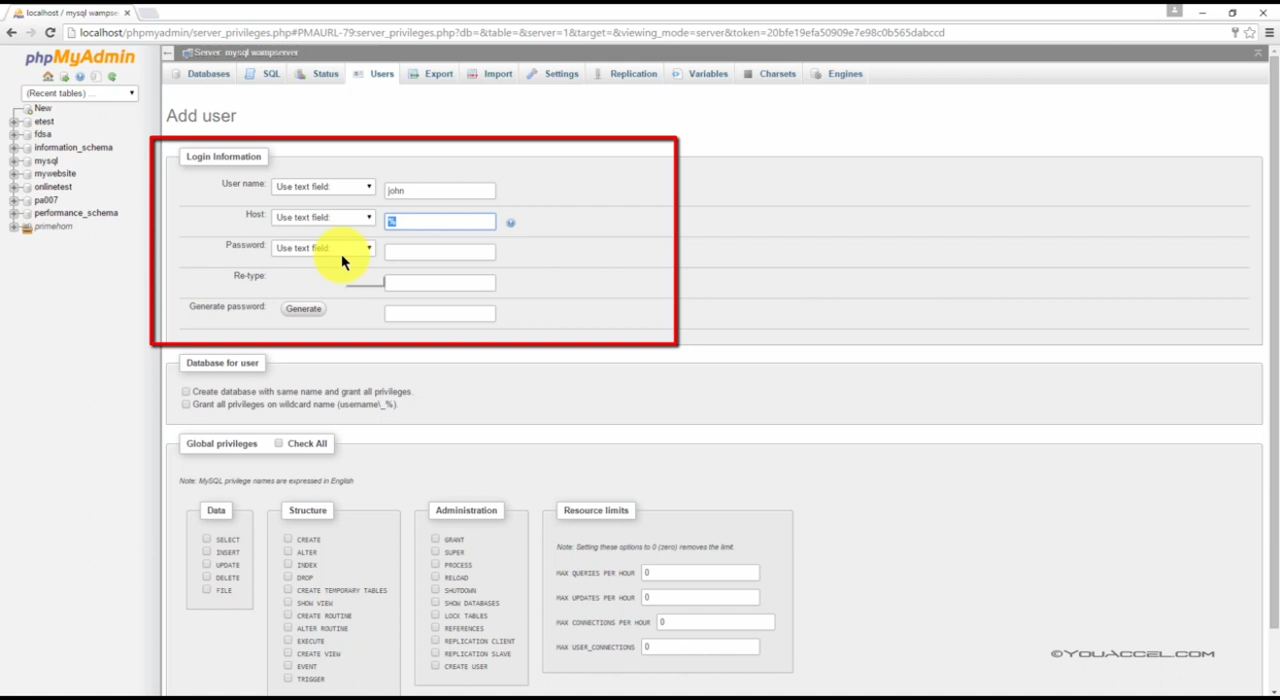 localhost / mysql wampse
localhost/phpmyadmin/server_privileges.php#PMAURL-79:server_privileges.php?db=&table=&server=1&target=&viewing_mode=server&token=20bfe19efa50909e7e98c0b565dabccd
phpMyAdmin
(Recent tables) ...
New
etest
fdsa
information_schema
mysql
mywebsite
onlinetest
pa007
performance_schema
primehorn
Server: mysql wampserver
Databases SQL Status Users Export Import Settings Replication Variables Charsets Engines
Add user
Login Information
User name: Use text field: john
Host: Use text field: %
Password: Use text field:
Re-type:
Generate password: Generate
Database for user
Create database with same name and grant all privileges.
Grant all privileges on wildcard name (username\_%).
Global privileges Check All
Note: MySQL privilege names are expressed in English
Data
SELECT
INSERT
UPDATE
DELETE
FILE
Structure
CREATE
ALTER
INDEX
DROP
CREATE TEMPORARY TABLES
SHOW VIEW
CREATE ROUTINE
ALTER ROUTINE
EXECUTE
CREATE VIEW
EVENT
TRIGGER
Administration
GRANT
SUPER
PROCESS
RELOAD
SHUTDOWN
SHOW DATABASES
LOCK TABLES
REFERENCES
REPLICATION CLIENT
REPLICATION SLAVE
CREATE USER
Resource limits
Note: Setting these options to 0 (zero) removes the limit.
MAX QUERIES PER HOUR 0
MAX UPDATES PER HOUR 0
MAX CONNECTIONS PER HOUR 0
MAX USER_CONNECTIONS 0
©YOUACCEL.COM